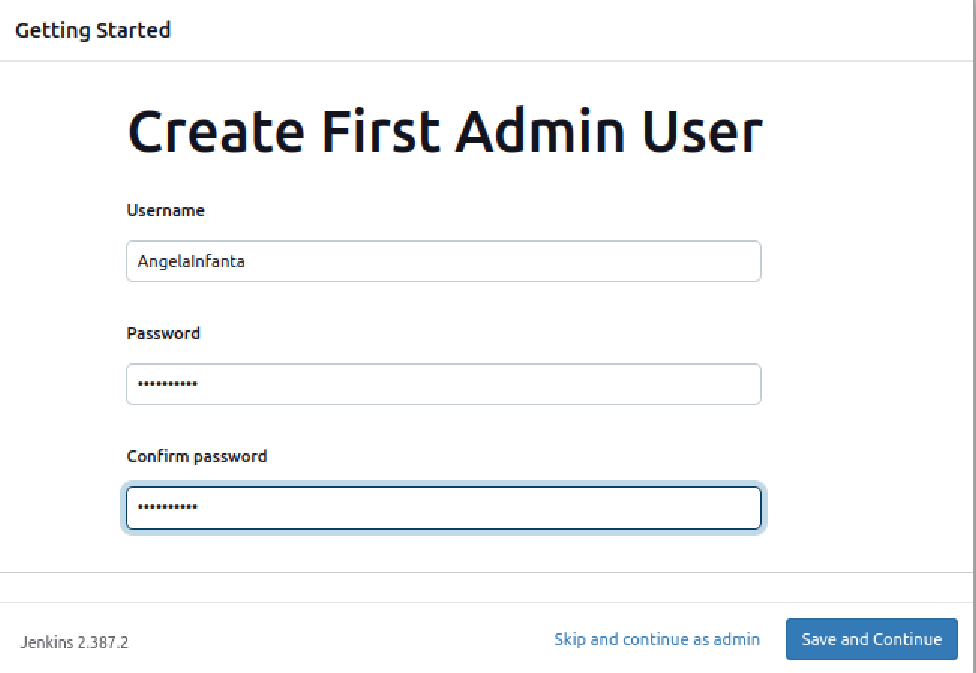 Getting Started
Create First Admin User
Username
AngelaInfanta
Password
••••••••••
Confirm password
••••••••••
Jenkins 2.387.2
Skip and continue as admin
Save and Continue